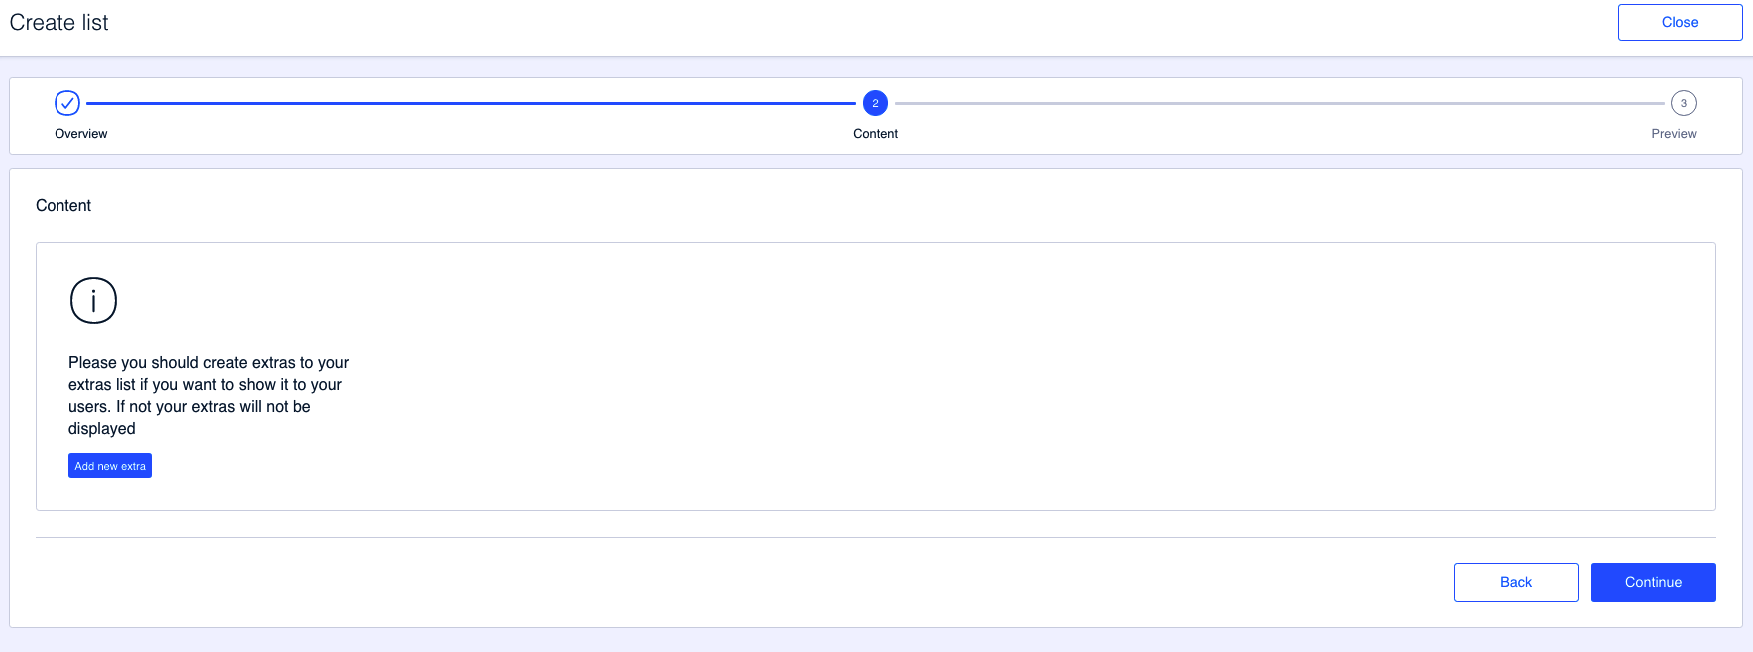 Create list
Close
2
3
Overview
Content
Preview
Content
i
Please you should create extras to your
extras list if you want to show it to your
users. If not your extras will not be
displayed
Add new extra
Back
Continue